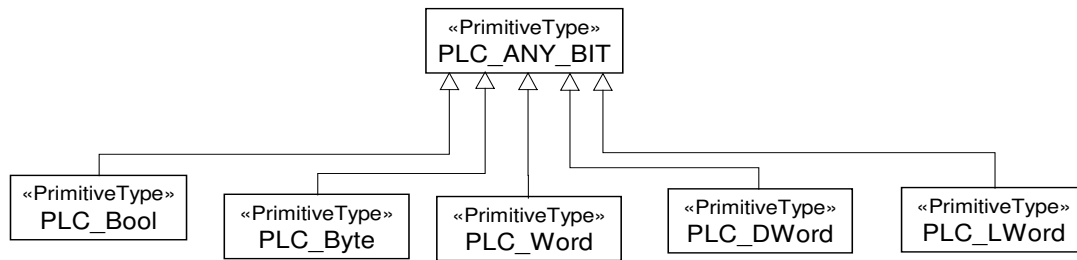 «PrimitiveType»
PLC_ANY_BIT
«PrimitiveType»
PLC_Bool
«PrimitiveType»
PLC_Byte
«PrimitiveType»
PLC_Word
«PrimitiveType»
PLC_DWord
«PrimitiveType»
PLC_LWord